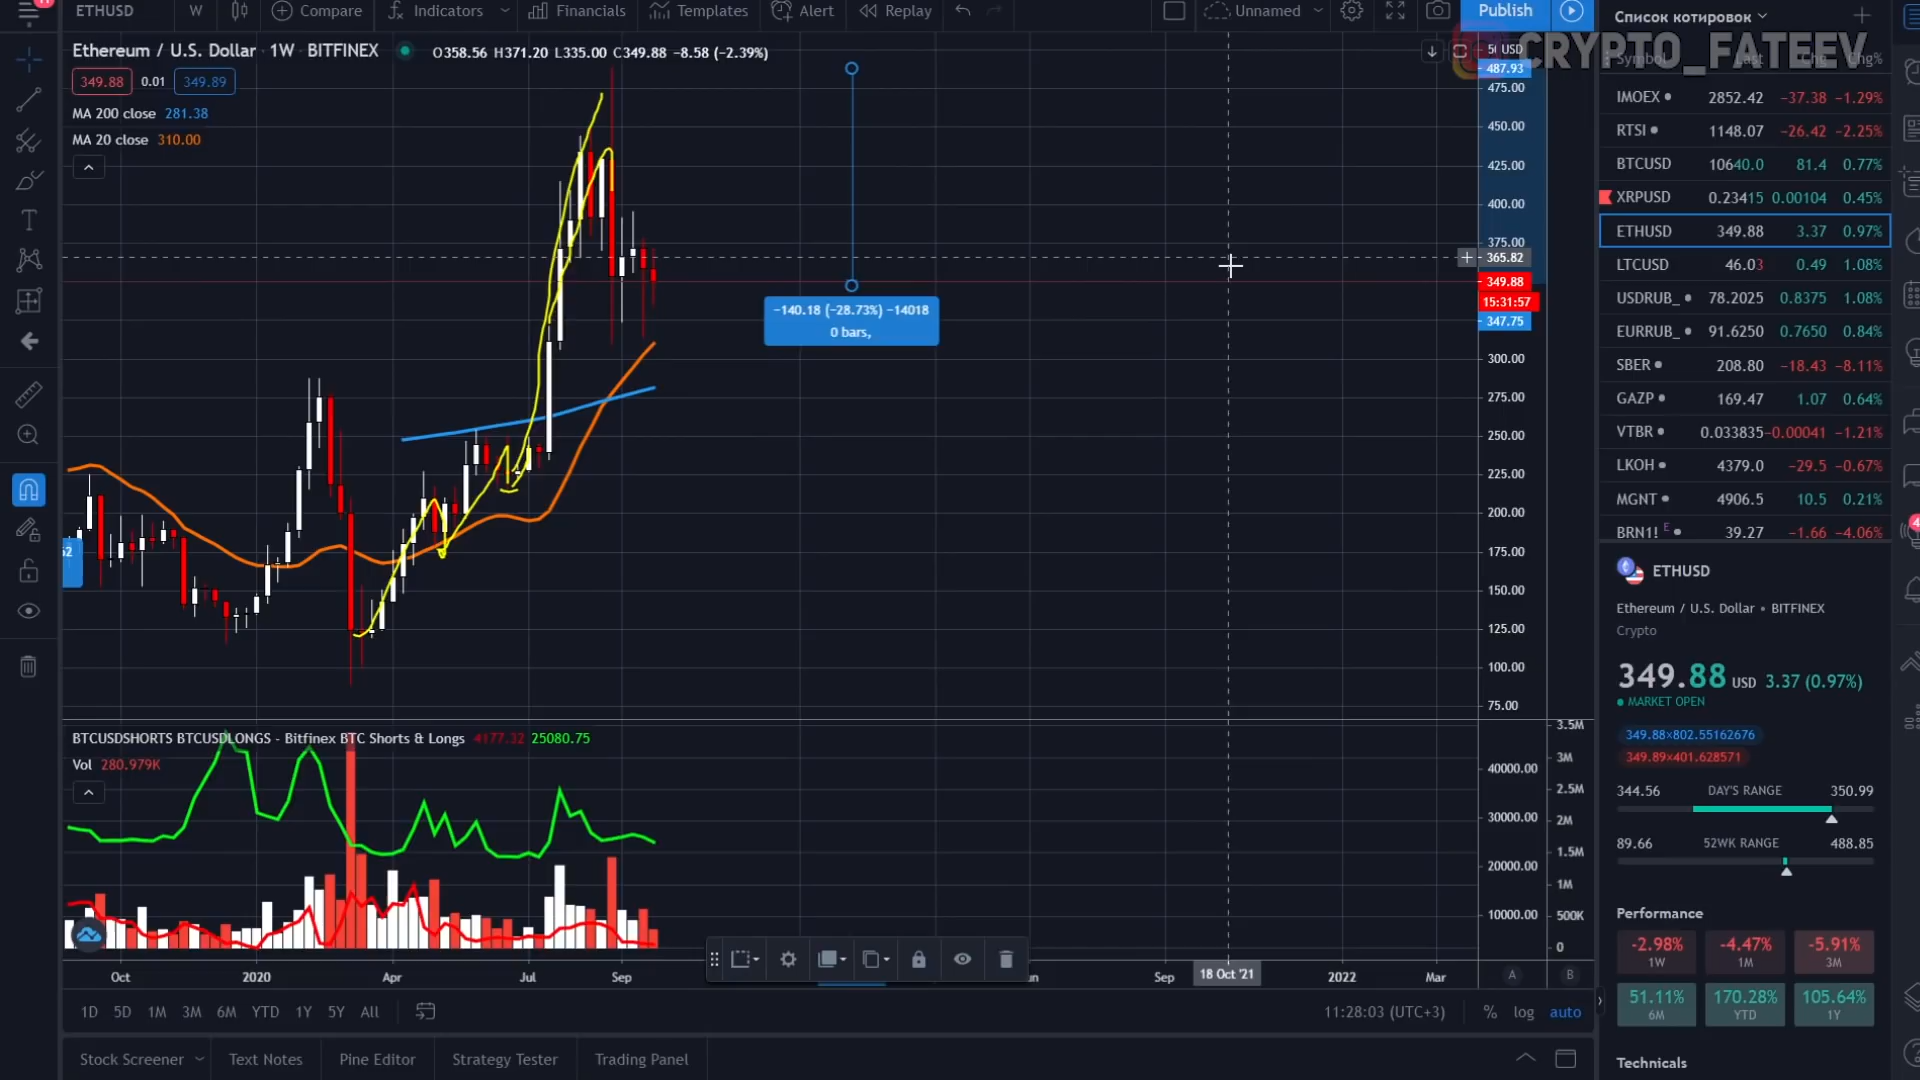 ETHUSD W Compare Indicators Financials Templates Alert Replay Unnamed Publish
Список котировок
CRYPTO_FATEEV
Ethereum / U.S. Dollar 1W BITFINEX O358.56 H371.20 L335.00 C349.88 −8.58 (−2.39%)
349.88 0.01 349.89
MA 200 close 281.38
MA 20 close 310.00
USD
487.93
475.00
450.00
425.00
400.00
375.00
365.82
349.88
15:31:57
347.75
300.00
275.00
250.00
225.00
200.00
175.00
150.00
125.00
100.00
75.00
−140.18 (−28.73%) −14018
0 bars,
BTCUSDSHORTS BTCUSDLONGS - Bitfinex BTC Shorts & Longs 4177.32 25080.75
Vol 280.979K
40000.00
30000.00
20000.00
10000.00
3.5M
3M
2.5M
2M
1.5M
1M
500K
0
Oct 2020 Apr Jul Sep Sep 18 Oct '21 2022 Mar A B
1D 5D 1M 3M 6M YTD 1Y 5Y All 11:28:03 (UTC+3) % log auto
Stock Screener Text Notes Pine Editor Strategy Tester Trading Panel
Symbol Last Chg Chg%
IMOEX 2852.42 −37.38 −1.29%
RTSI 1148.07 −26.42 −2.25%
BTCUSD 10640.0 81.4 0.77%
XRPUSD 0.23415 0.00104 0.45%
ETHUSD 349.88 3.37 0.97%
LTCUSD 46.03 0.49 1.08%
USDRUB_ 78.2025 0.8375 1.08%
EURRUB_ 91.6250 0.7650 0.84%
SBER 208.80 −18.43 −8.11%
GAZP 169.47 1.07 0.64%
VTBR 0.033835 −0.00041 −1.21%
LKOH 4379.0 −29.5 −0.67%
MGNT 4906.5 10.5 0.21%
BRN1! E 39.27 −1.66 −4.06%
ETHUSD
Ethereum / U.S. Dollar • BITFINEX
Crypto
349.88 USD 3.37 (0.97%)
MARKET OPEN
349.88×802.55162676
349.89×401.628571
344.56 DAY'S RANGE 350.99
89.66 52WK RANGE 488.85
Performance
-2.98% -4.47% -5.91%
1W 1M 3M
51.11% 170.28% 105.64%
6M YTD 1Y
Technicals